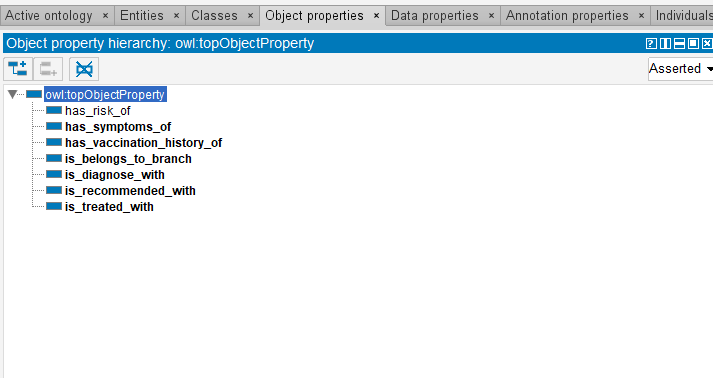 Active ontology × Entities × Classes × Object properties × Data properties × Annotation properties × Individuals
Object property hierarchy: owl:topObjectProperty
Asserted
owl:topObjectProperty
has_risk_of
has_symptoms_of
has_vaccination_history_of
is_belongs_to_branch
is_diagnose_with
is_recommended_with
is_treated_with